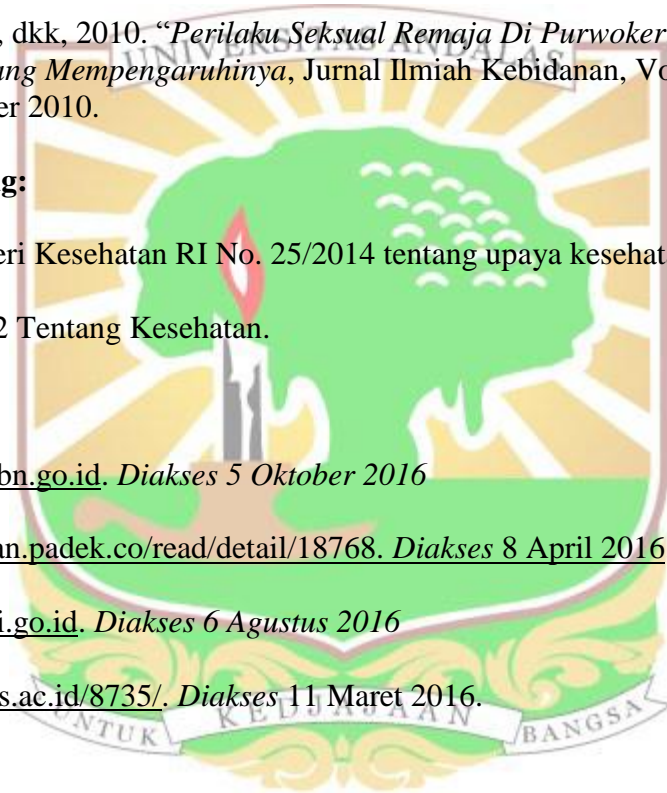 , dkk, 2010. “Perilaku Seksual Remaja Di Purwoker
UNIVERSITAS ANDALAS
ung Mempengaruhinya, Jurnal Ilmiah Kebidanan, Vo
er 2010.
g:
eri Kesehatan RI No. 25/2014 tentang upaya kesehat
2 Tentang Kesehatan.
bn.go.id. Diakses 5 Oktober 2016
an.padek.co/read/detail/18768. Diakses 8 April 2016
i.go.id. Diakses 6 Agustus 2016
s.ac.id/8735/. Diakses 11 Maret 2016.
UNTUK KEDJAJAAN BANGSA